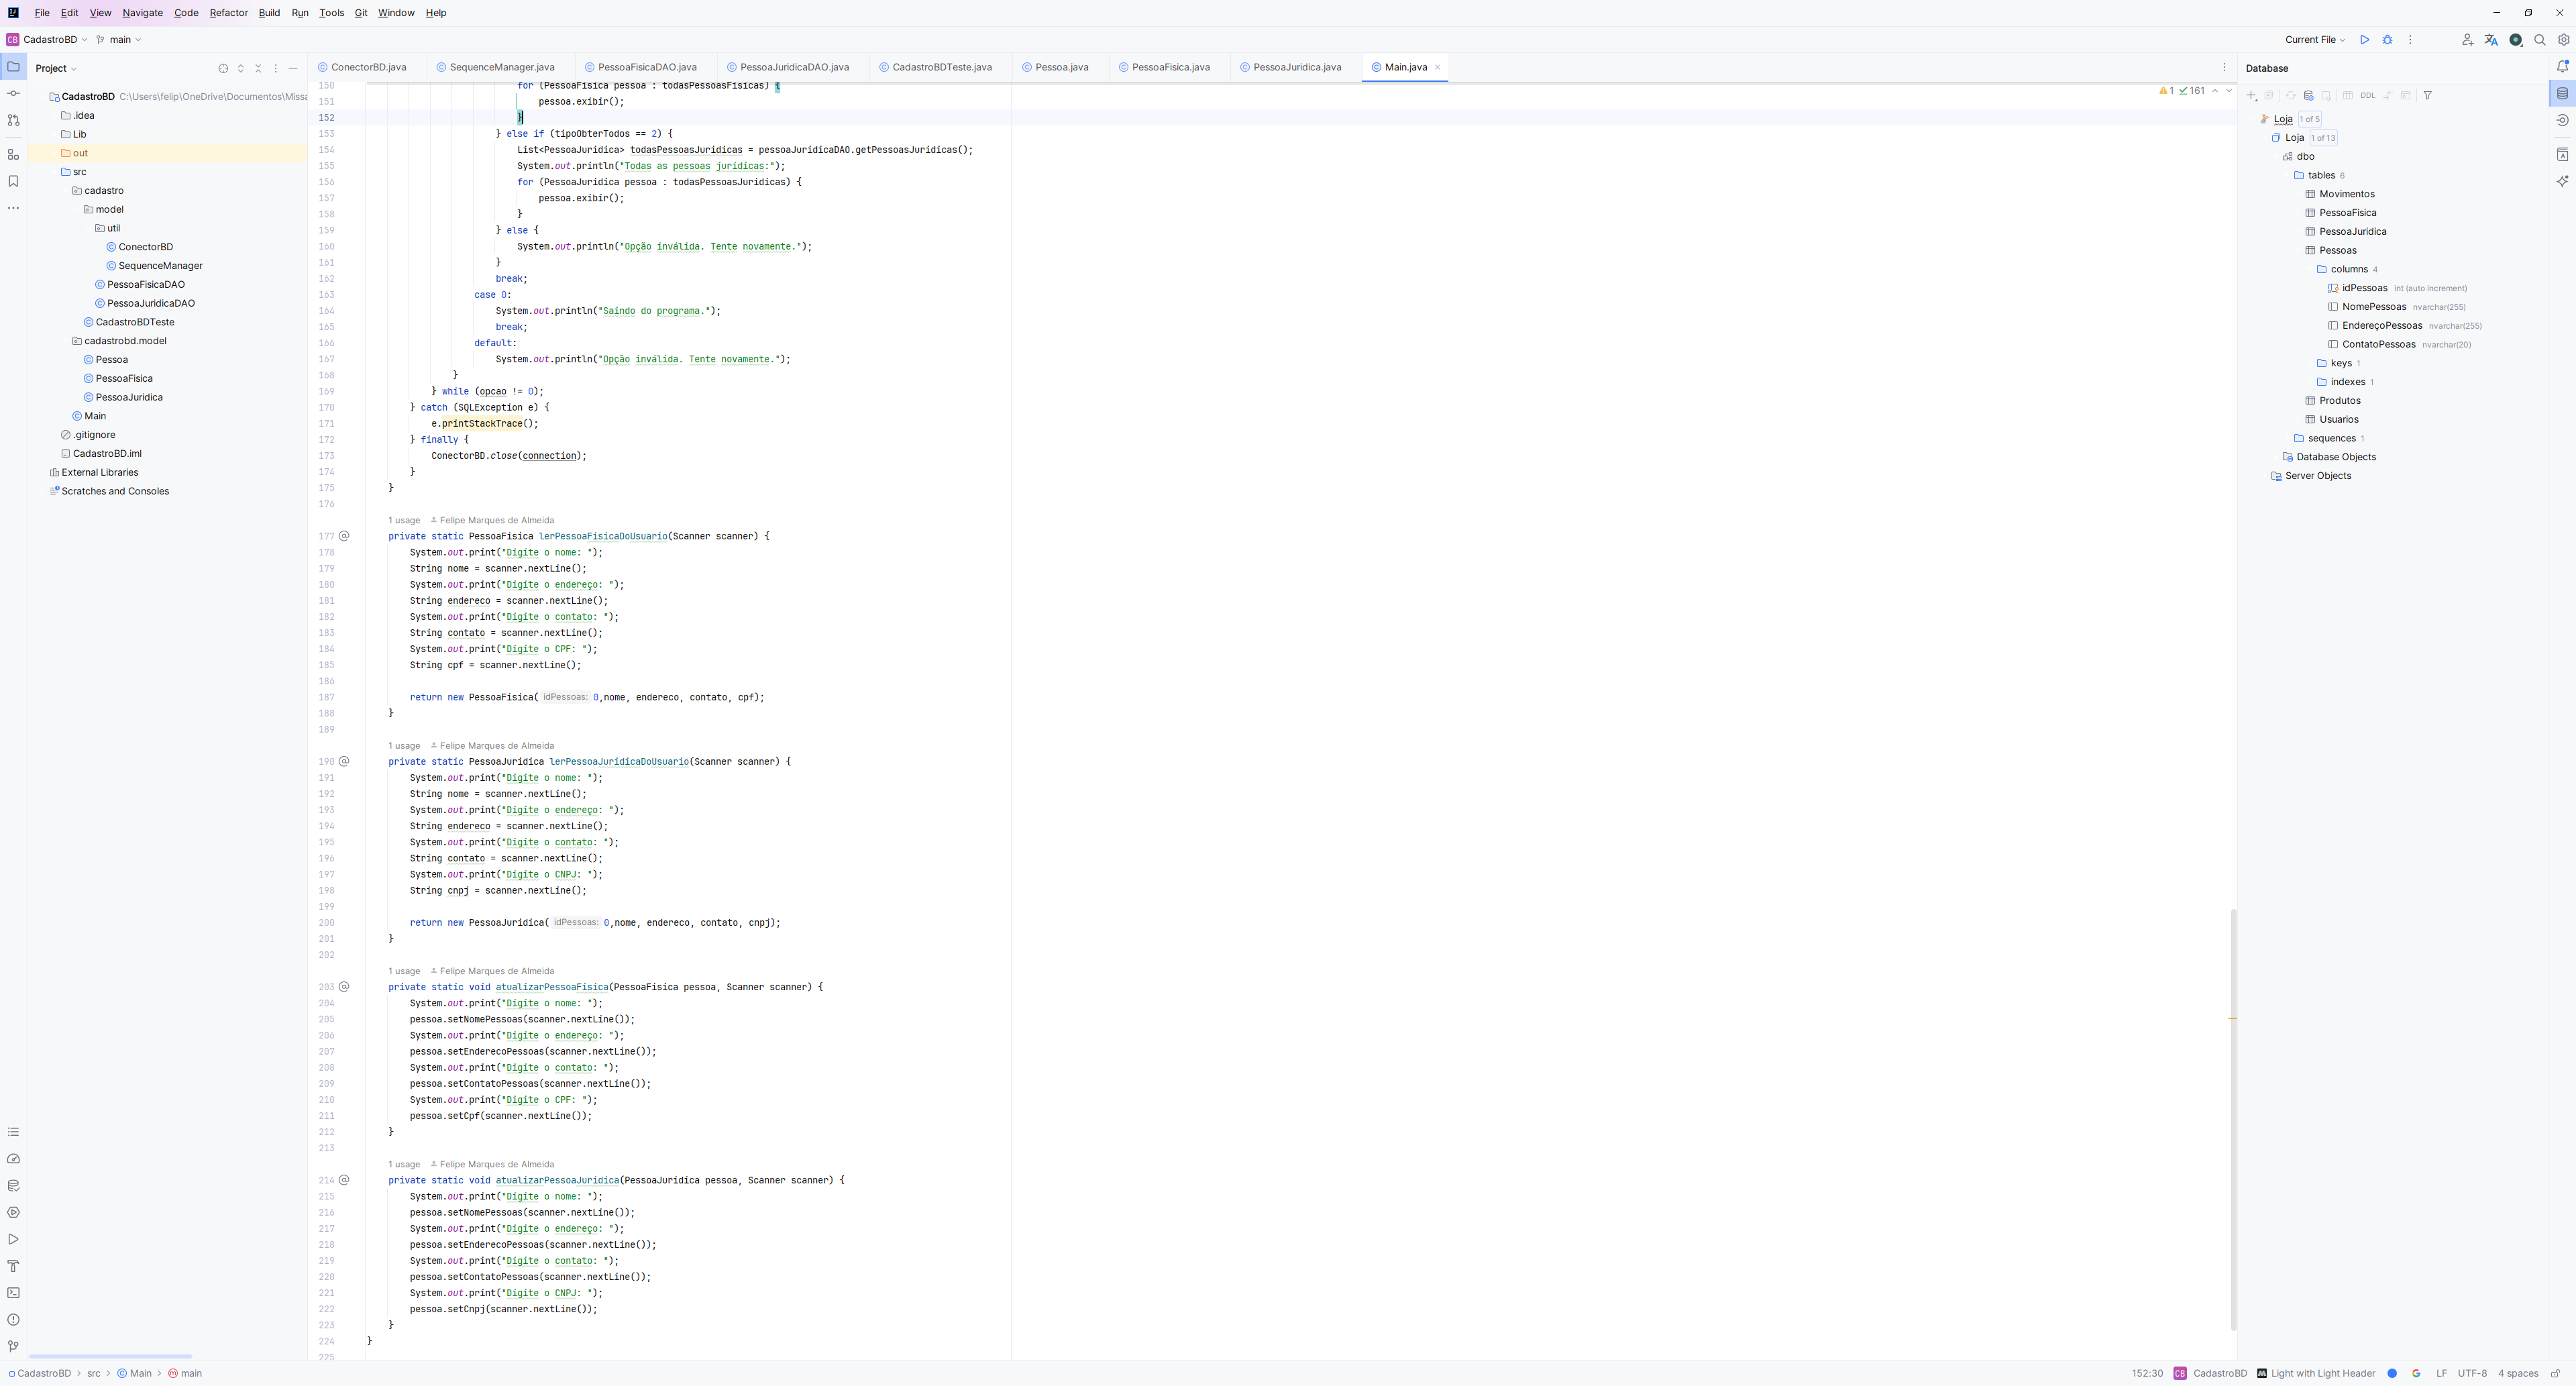 File Edit View Navigate Code Refactor Build Run Tools Git Window Help
CB CadastroBD main Current File
Project
ConectorBD.java SequenceManager.java PessoaFisicaDAO.java PessoaJuridicaDAO.java CadastroBDTeste.java Pessoa.java PessoaFisica.java PessoaJuridica.java Main.java
Database
CadastroBD C:\Users\felip\OneDrive\Documentos\Missa
.idea
Lib
out
src
cadastro
model
util
ConectorBD
SequenceManager
PessoaFisicaDAO
PessoaJuridicaDAO
CadastroBDTeste
cadastrobd.model
Pessoa
PessoaFisica
PessoaJuridica
Main
.gitignore
CadastroBD.iml
External Libraries
Scratches and Consoles
1 161
150 for (PessoaFisica pessoa : todasPessoasFisicas) {
151 pessoa.exibir();
152 }
153 } else if (tipoObterTodos == 2) {
154 List<PessoaJuridica> todasPessoasJuridicas = pessoaJuridicaDAO.getPessoasJuridicas();
155 System.out.println("Todas as pessoas jurídicas:");
156 for (PessoaJuridica pessoa : todasPessoasJuridicas) {
157 pessoa.exibir();
158 }
159 } else {
160 System.out.println("Opção inválida. Tente novamente.");
161 }
162 break;
163 case 0:
164 System.out.println("Saindo do programa.");
165 break;
166 default:
167 System.out.println("Opção inválida. Tente novamente.");
168 }
169 } while (opcao != 0);
170 } catch (SQLException e) {
171 e.printStackTrace();
172 } finally {
173 ConectorBD.close(connection);
174 }
175 }
176
1 usage Felipe Marques de Almeida
177 @ private static PessoaFisica lerPessoaFisicaDoUsuario(Scanner scanner) {
178 System.out.print("Digite o nome: ");
179 String nome = scanner.nextLine();
180 System.out.print("Digite o endereço: ");
181 String endereco = scanner.nextLine();
182 System.out.print("Digite o contato: ");
183 String contato = scanner.nextLine();
184 System.out.print("Digite o CPF: ");
185 String cpf = scanner.nextLine();
186
187 return new PessoaFisica( idPessoas: 0,nome, endereco, contato, cpf);
188 }
189
1 usage Felipe Marques de Almeida
190 @ private static PessoaJuridica lerPessoaJuridicaDoUsuario(Scanner scanner) {
191 System.out.print("Digite o nome: ");
192 String nome = scanner.nextLine();
193 System.out.print("Digite o endereço: ");
194 String endereco = scanner.nextLine();
195 System.out.print("Digite o contato: ");
196 String contato = scanner.nextLine();
197 System.out.print("Digite o CNPJ: ");
198 String cnpj = scanner.nextLine();
199
200 return new PessoaJuridica( idPessoas: 0,nome, endereco, contato, cnpj);
201 }
202
1 usage Felipe Marques de Almeida
203 @ private static void atualizarPessoaFisica(PessoaFisica pessoa, Scanner scanner) {
204 System.out.print("Digite o nome: ");
205 pessoa.setNomePessoas(scanner.nextLine());
206 System.out.print("Digite o endereço: ");
207 pessoa.setEnderecoPessoas(scanner.nextLine());
208 System.out.print("Digite o contato: ");
209 pessoa.setContatoPessoas(scanner.nextLine());
210 System.out.print("Digite o CPF: ");
211 pessoa.setCpf(scanner.nextLine());
212 }
213
1 usage Felipe Marques de Almeida
214 @ private static void atualizarPessoaJuridica(PessoaJuridica pessoa, Scanner scanner) {
215 System.out.print("Digite o nome: ");
216 pessoa.setNomePessoas(scanner.nextLine());
217 System.out.print("Digite o endereço: ");
218 pessoa.setEnderecoPessoas(scanner.nextLine());
219 System.out.print("Digite o contato: ");
220 pessoa.setContatoPessoas(scanner.nextLine());
221 System.out.print("Digite o CNPJ: ");
222 pessoa.setCnpj(scanner.nextLine());
223 }
224 }
225
DDL
Loja 1 of 5
Loja 1 of 13
dbo
tables 6
Movimentos
PessoaFisica
PessoaJuridica
Pessoas
columns 4
idPessoas int (auto increment)
NomePessoas nvarchar(255)
EndereçoPessoas nvarchar(255)
ContatoPessoas nvarchar(20)
keys 1
indexes 1
Produtos
Usuarios
sequences 1
Database Objects
Server Objects
CadastroBD > src > Main > main
152:30 CB CadastroBD Light with Light Header LF UTF-8 4 spaces